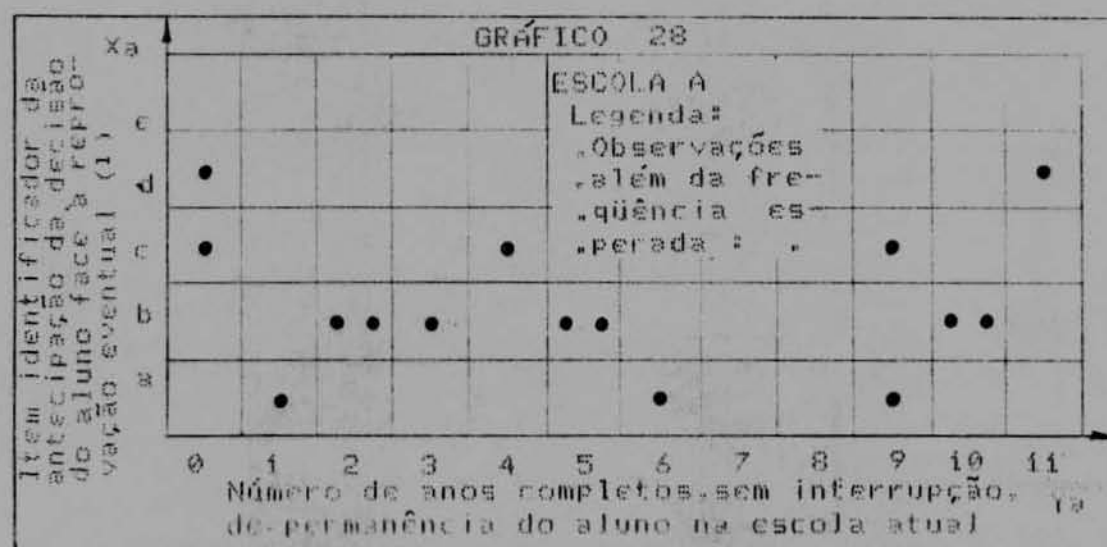 GRÁFICO 28
Xa
Item identificador da
antecipação da decisão
do aluno face à repro-
vação eventual (1)
ESCOLA A
Legenda:
.Observações
.além da fre-
.qüência es-
.perada : .
e
d
c
b
a
0 1 2 3 4 5 6 7 8 9 10 11
Número de anos completos,sem interrupção,
de permanência do aluno na escola atual
Ya